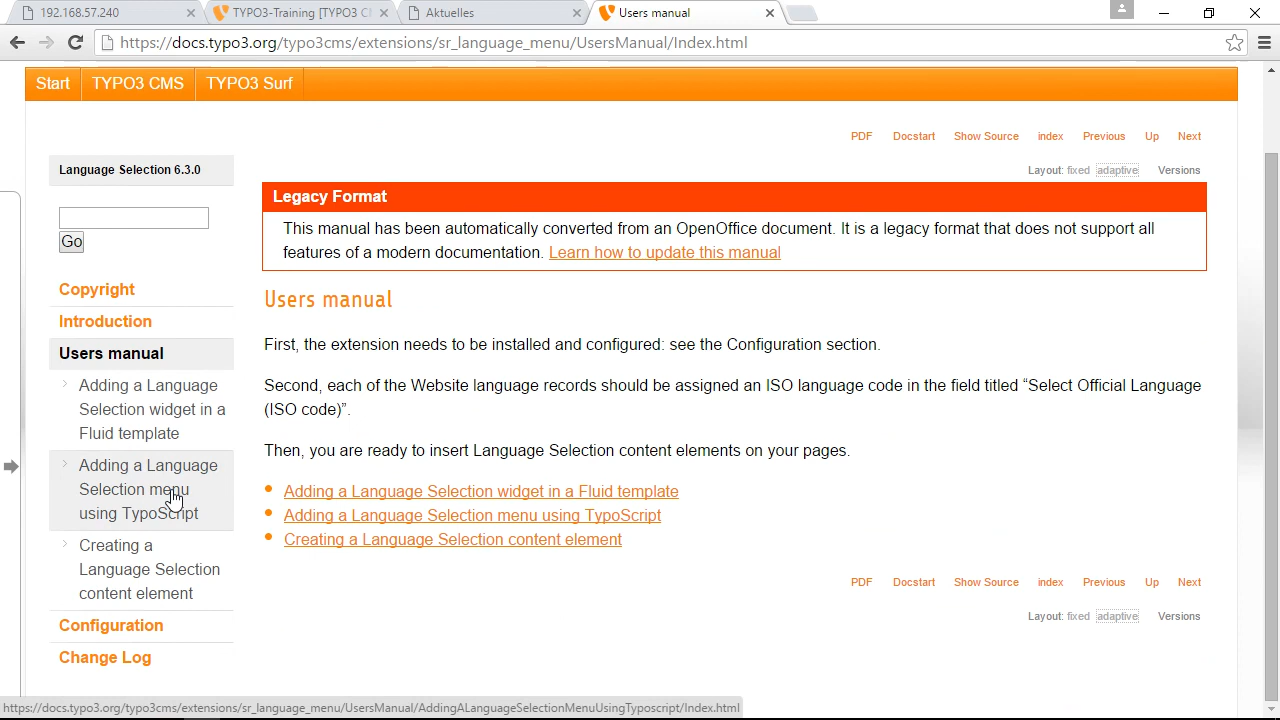 192.168.57.240
TYPO3-Training [TYPO3 C
Aktuelles
Users manual
https://docs.typo3.org/typo3cms/extensions/sr_language_menu/UsersManual/Index.html
Start
TYPO3 CMS
TYPO3 Surf
PDF Docstart Show Source index Previous Up Next
Layout: fixed adaptive Versions
Language Selection 6.3.0
Go
Copyright
Introduction
Users manual
Adding a Language
Selection widget in a
Fluid template
Adding a Language
Selection menu
using TypoScript
Creating a
Language Selection
content element
Configuration
Change Log
Legacy Format
This manual has been automatically converted from an OpenOffice document. It is a legacy format that does not support all
features of a modern documentation. Learn how to update this manual
Users manual
First, the extension needs to be installed and configured: see the Configuration section.
Second, each of the Website language records should be assigned an ISO language code in the field titled “Select Official Language
(ISO code)”.
Then, you are ready to insert Language Selection content elements on your pages.
Adding a Language Selection widget in a Fluid template
Adding a Language Selection menu using TypoScript
Creating a Language Selection content element
PDF Docstart Show Source index Previous Up Next
Layout: fixed adaptive Versions
https://docs.typo3.org/typo3cms/extensions/sr_language_menu/UsersManual/AddingALanguageSelectionMenuUsingTyposcript/Index.html